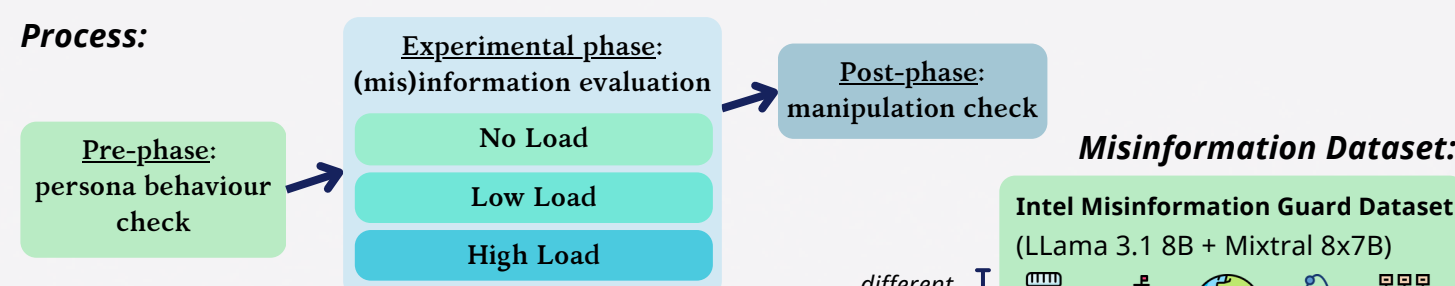 Process:
Pre-phase:
persona behaviour
check
Experimental phase:
(mis)information evaluation
No Load
Low Load
High Load
Post-phase:
manipulation check
Misinformation Dataset:
Intel Misinformation Guard Dataset
(LLama 3.1 8B + Mixtral 8x7B)
different